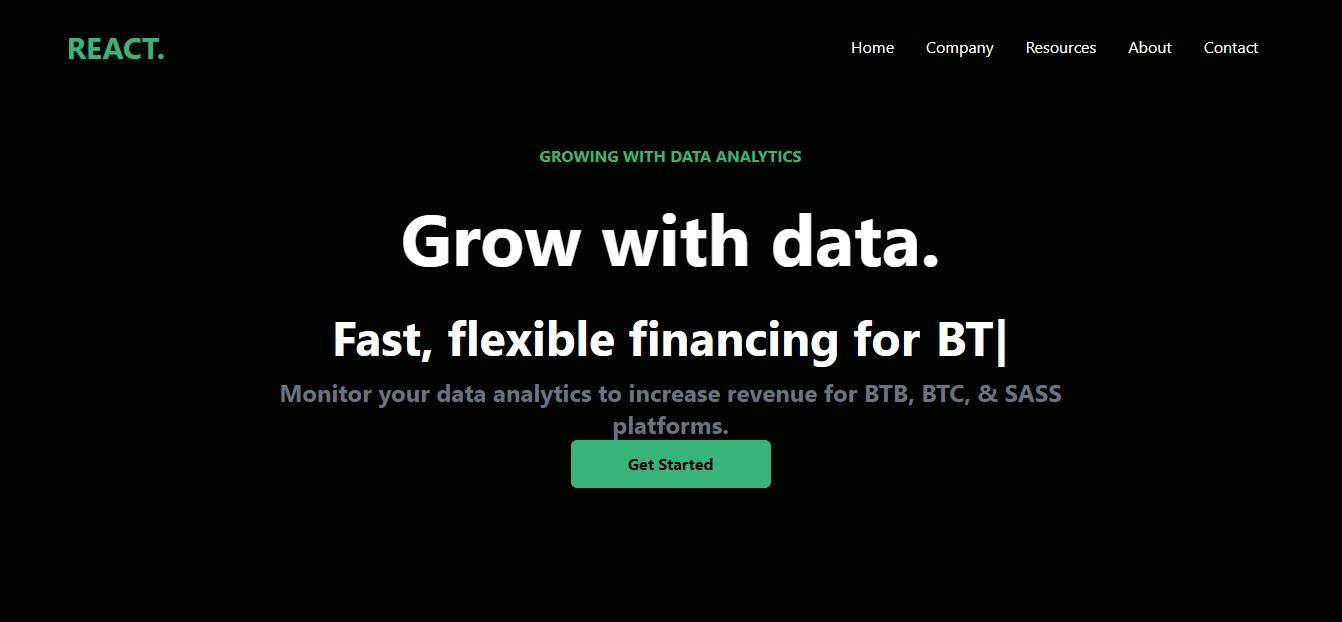 REACT.
Home Company Resources About Contact
GROWING WITH DATA ANALYTICS
Grow with data.
Fast, flexible financing for BT|
Monitor your data analytics to increase revenue for BTB, BTC, & SASS
platforms.
Get Started